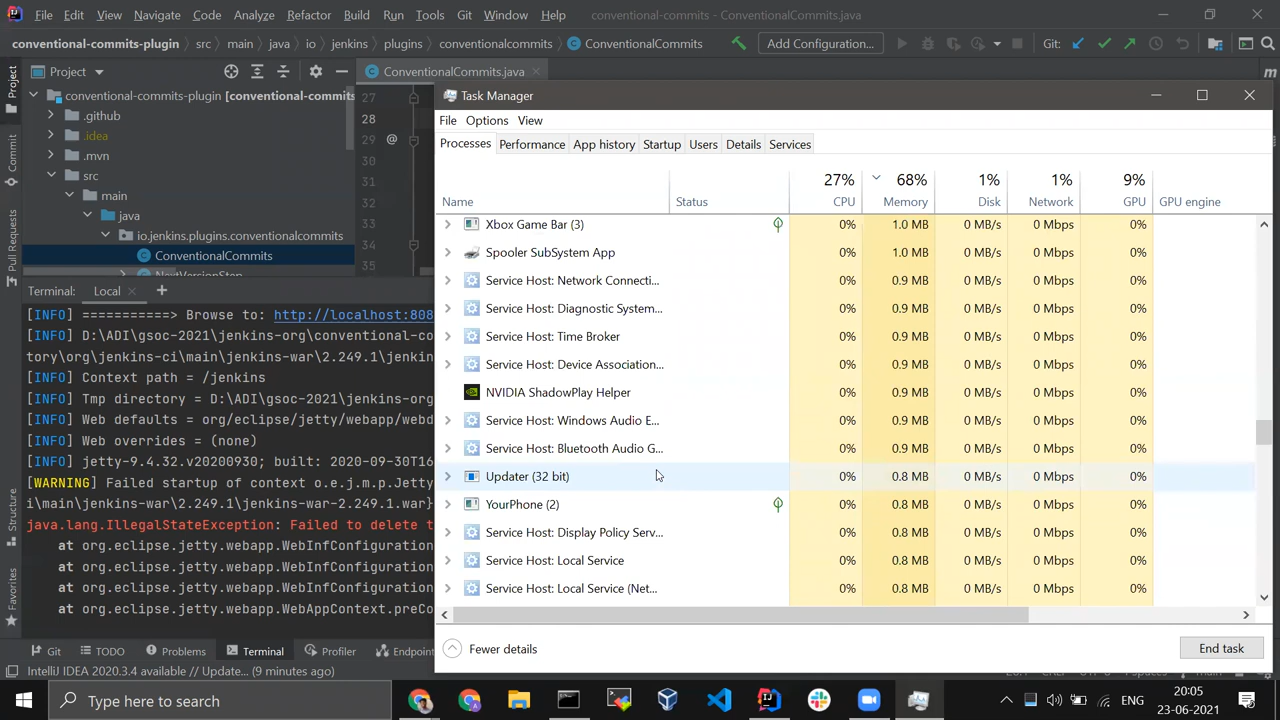 File Edit View Navigate Code Analyze Refactor Build Run Tools Git Window Help conventional-commits - ConventionalCommits.java
conventional-commits-plugin src main java io jenkins plugins conventionalcommits ConventionalCommits Add Configuration... Git:
Project ConventionalCommits.java
conventional-commits-plugin [conventional-commits
.github
.idea
.mvn
src
main
java
io.jenkins.plugins.conventionalcommits
ConventionalCommits
NextVersionStep
Project
Commit
Pull Requests
Structure
Favorites
27
28
29 @
30
31
32
33
34
35
Terminal: Local +
[INFO] ===========> Browse to: http://localhost:808
[INFO] D:\ADI\gsoc-2021\jenkins-org\conventional-co
tory\org\jenkins-ci\main\jenkins-war\2.249.1\jenkin
[INFO] Context path = /jenkins
[INFO] Tmp directory = D:\ADI\gsoc-2021\jenkins-org
[INFO] Web defaults = org/eclipse/jetty/webapp/webd
[INFO] Web overrides = (none)
[INFO] jetty-9.4.32.v20200930; built: 2020-09-30T16
[WARNING] Failed startup of context o.e.j.m.p.Jetty
i\main\jenkins-war\2.249.1\jenkins-war-2.249.1.war}
java.lang.IllegalStateException: Failed to delete t
at org.eclipse.jetty.webapp.WebInfConfiguration
at org.eclipse.jetty.webapp.WebInfConfiguration
at org.eclipse.jetty.webapp.WebInfConfiguration
at org.eclipse.jetty.webapp.WebAppContext.preCo
Git TODO Problems Terminal Profiler Endpoint
IntelliJ IDEA 2020.3.4 available // Update... (9 minutes ago)
Task Manager
File Options View
Processes Performance App history Startup Users Details Services
27% 68% 1% 1% 9%
Name Status CPU Memory Disk Network GPU GPU engine
Xbox Game Bar (3) 0% 1.0 MB 0 MB/s 0 Mbps 0%
Spooler SubSystem App 0% 1.0 MB 0 MB/s 0 Mbps 0%
Service Host: Network Connecti... 0% 0.9 MB 0 MB/s 0 Mbps 0%
Service Host: Diagnostic System... 0% 0.9 MB 0 MB/s 0 Mbps 0%
Service Host: Time Broker 0% 0.9 MB 0 MB/s 0 Mbps 0%
Service Host: Device Association... 0% 0.9 MB 0 MB/s 0 Mbps 0%
NVIDIA ShadowPlay Helper 0% 0.9 MB 0 MB/s 0 Mbps 0%
Service Host: Windows Audio E... 0% 0.9 MB 0 MB/s 0 Mbps 0%
Service Host: Bluetooth Audio G... 0% 0.9 MB 0 MB/s 0 Mbps 0%
Updater (32 bit) 0% 0.8 MB 0 MB/s 0 Mbps 0%
YourPhone (2) 0% 0.8 MB 0 MB/s 0 Mbps 0%
Service Host: Display Policy Serv... 0% 0.8 MB 0 MB/s 0 Mbps 0%
Service Host: Local Service 0% 0.8 MB 0 MB/s 0 Mbps 0%
Service Host: Local Service (Net... 0% 0.8 MB 0 MB/s 0 Mbps 0%
Fewer details End task
Type here to search
ENG
20:05
23-06-2021